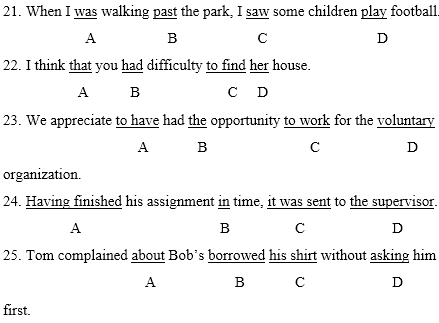 21. When I was walking past the park, I saw some children play football.
A B C D
22. I think that you had difficulty to find her house.
A B C D
23. We appreciate to have had the opportunity to work for the voluntary
A B C D
organization.
24. Having finished his assignment in time, it was sent to the supervisor.
A B C D
25. Tom complained about Bob's borrowed his shirt without asking him
A B C D
first.